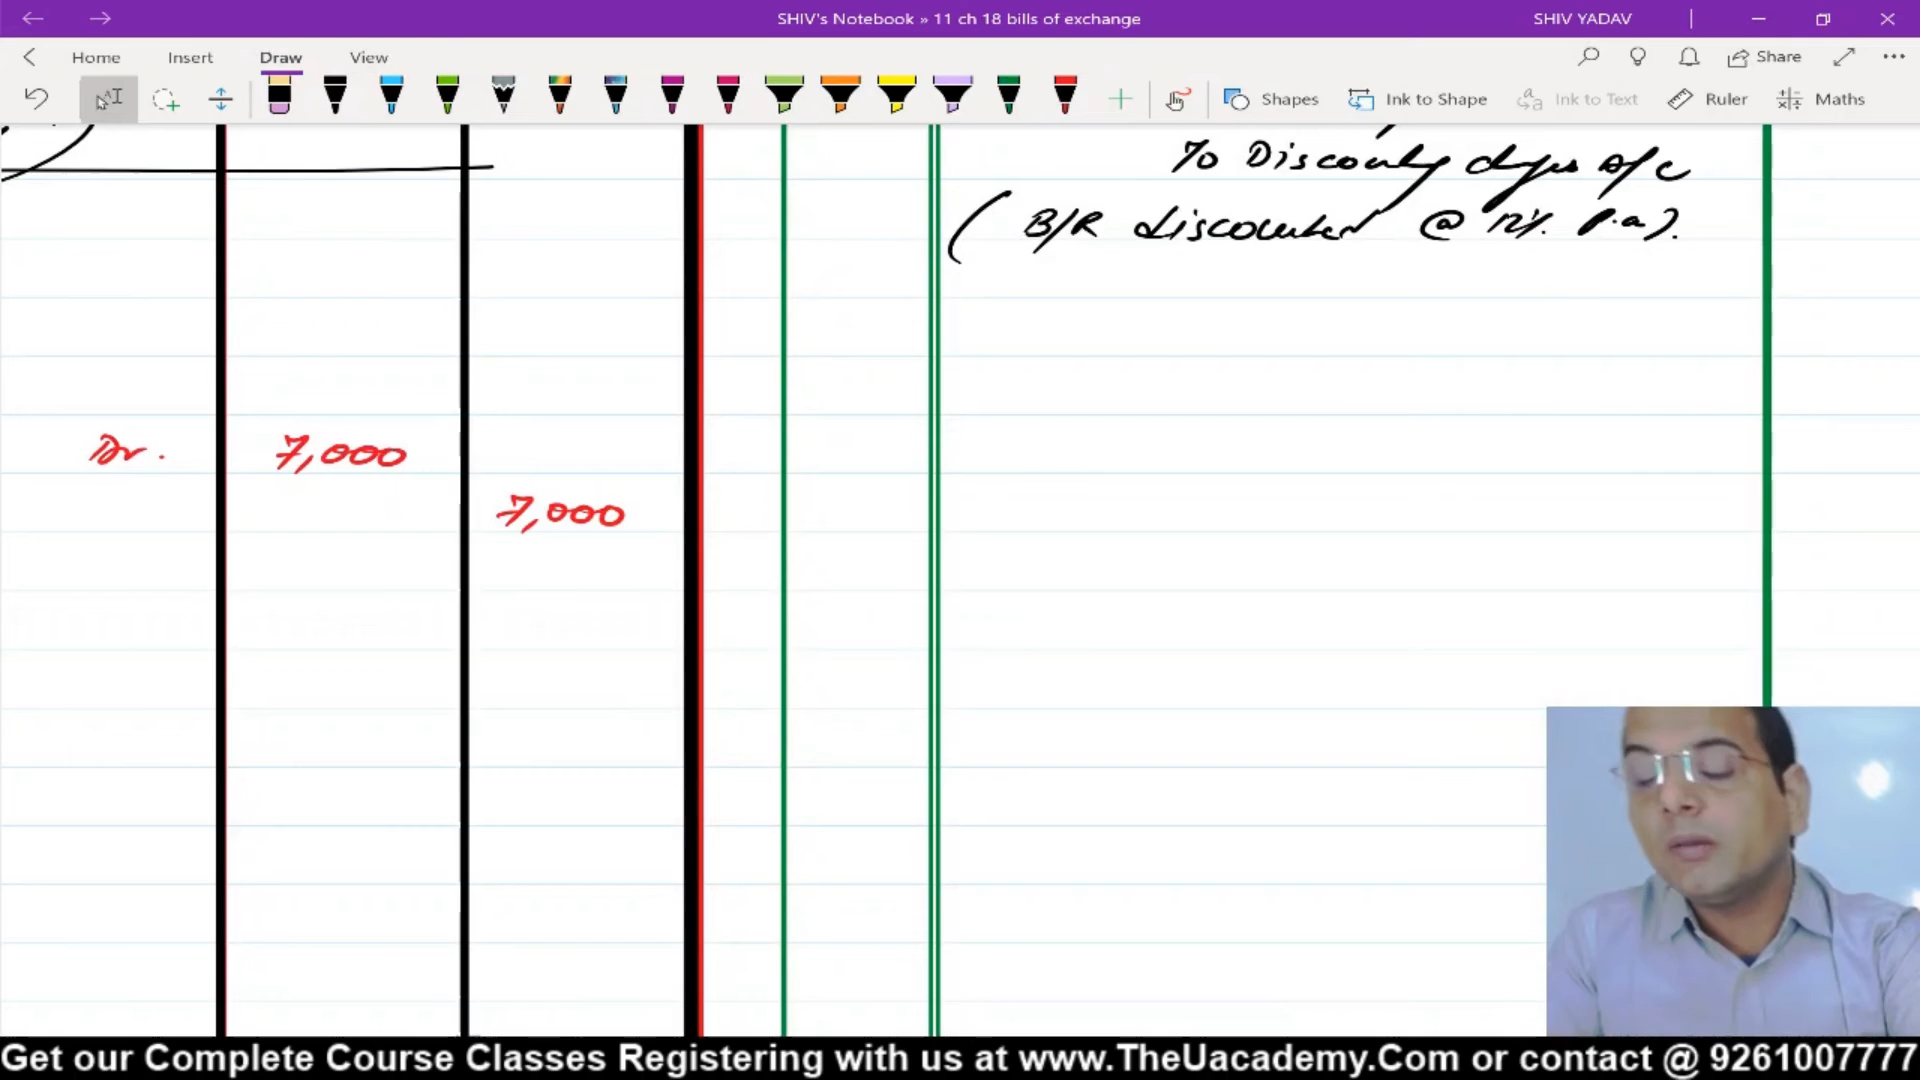 SHIV's Notebook » 11 ch 18 bills of exchange
SHIV YADAV
Home Insert Draw View
Share
Shapes
Ink to Shape
Ink to Text
Ruler
Maths
To A/c
( B/R discounted @ 12% P.a).
Dr. 7,000
7,000
Get our Complete Course Classes Registering with us at www.TheUacademy.Com or contact @ 9261007777